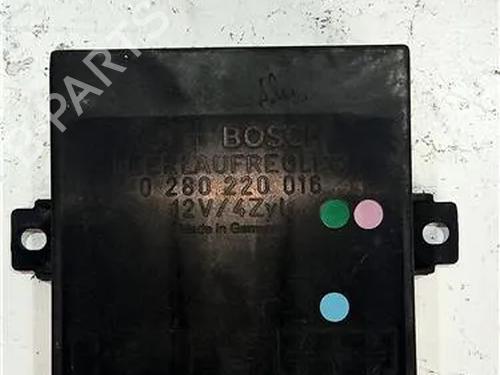 BOSCH
LEERLAUFREGLER
0 280 220 016
12V/4Zyl
Made in Germany
PARTS